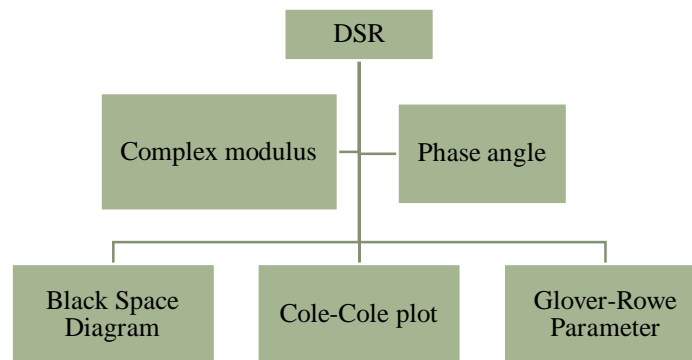 DSR
Complex modulus
Phase angle
Black Space
Diagram
Cole-Cole plot
Glover-Rowe
Parameter